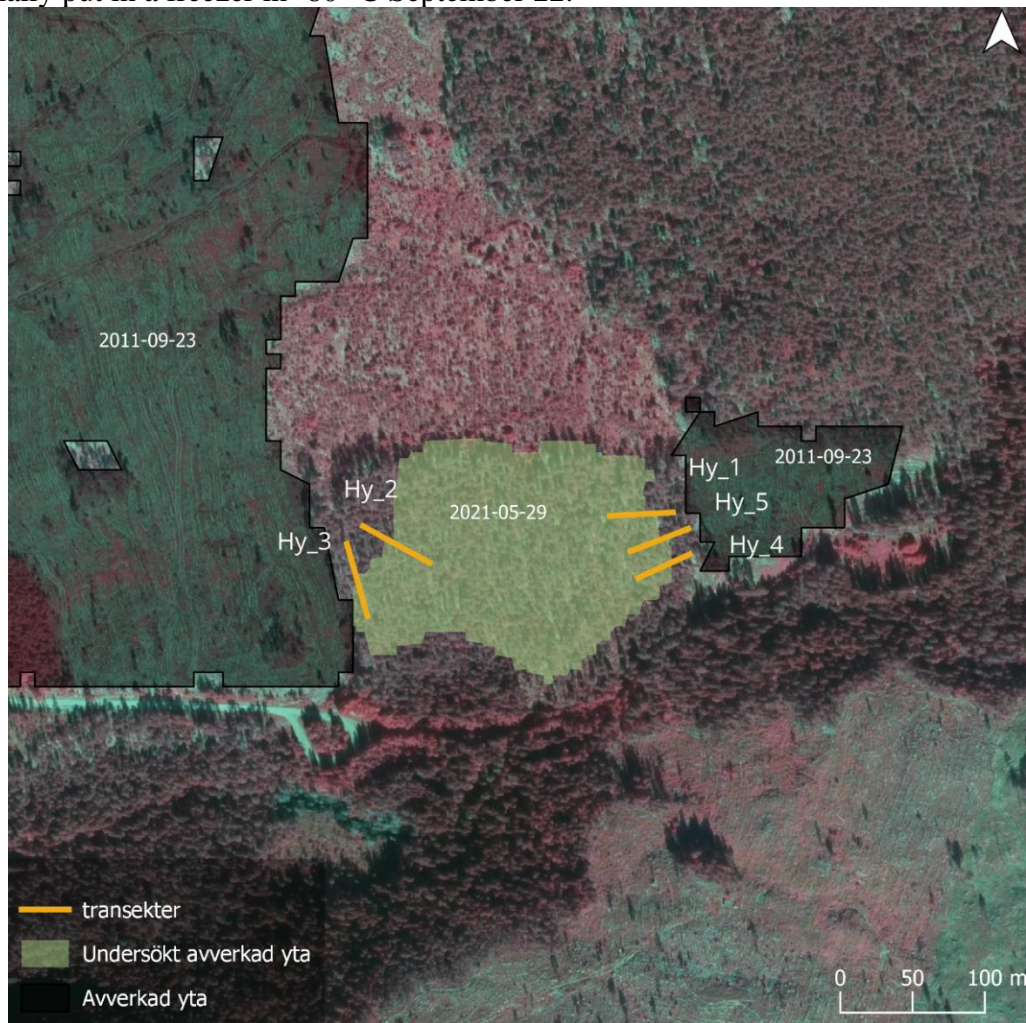 2011-09-23
2011-09-23
Hy_1
Hy_2
Hy_5
2021-05-29
Hy_3
Hy_4
transekter
Undersökt avverkad yta
Avverkad yta
0 50 100 m